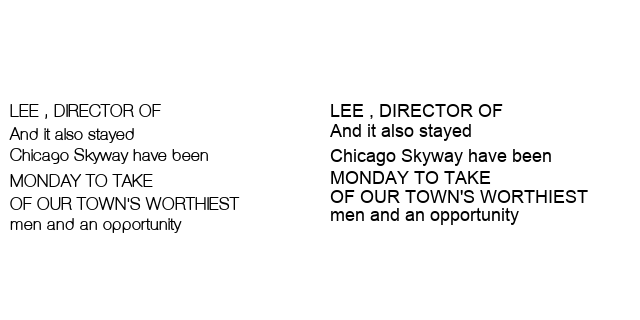 LEE , DIRECTOR OF
And it also stayed
Chicago Skyway have been
MONDAY TO TAKE
OF OUR TOWN'S WORTHIEST
men and an opportunity
LEE , DIRECTOR OF
And it also stayed
Chicago Skyway have been
MONDAY TO TAKE
OF OUR TOWN'S WORTHIEST
men and an opportunity